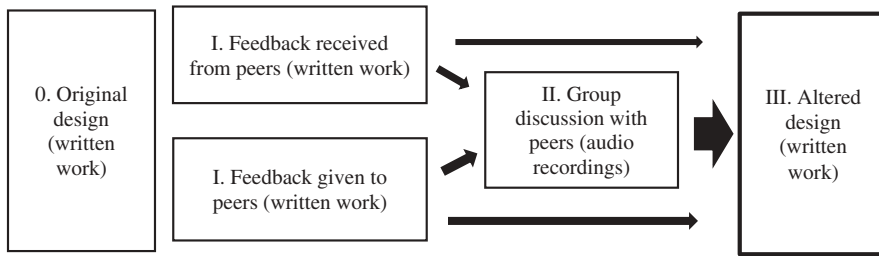 0. Original
design
(written
work)
I. Feedback received
from peers (written work)
I. Feedback given to
peers (written work)
II. Group
discussion with
peers (audio
recordings)
III. Altered
design
(written
work)